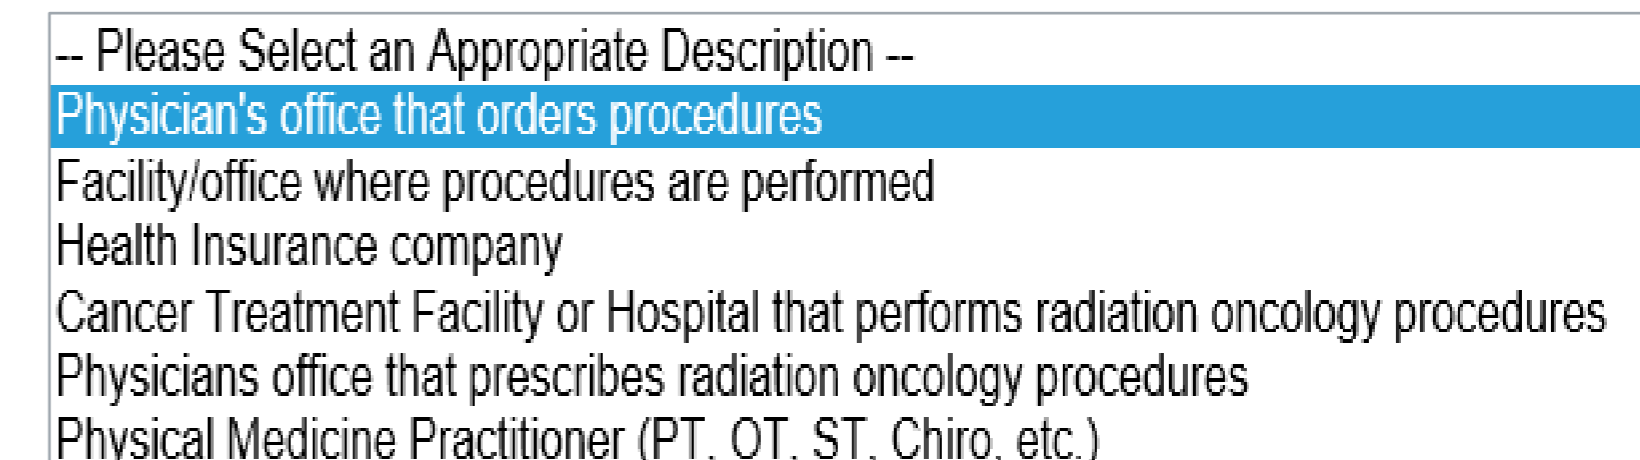 -- Please Select an Appropriate Description --
Physician's office that orders procedures
Facility/office where procedures are performed
Health Insurance company
Cancer Treatment Facility or Hospital that performs radiation oncology procedures
Physicians office that prescribes radiation oncology procedures
Physical Medicine Practitioner (PT, OT, ST, Chiro, etc.)